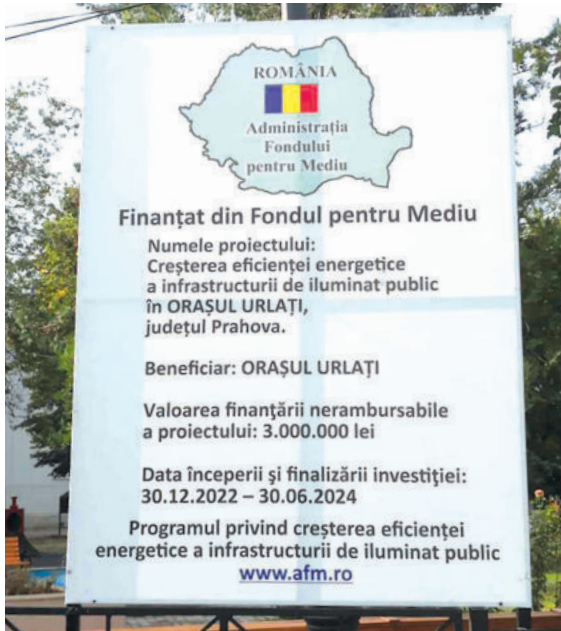 ROMÂNIA
Administrația
Fondului
pentru Mediu
Finanțat din Fondul pentru Mediu
Numele proiectului:
Creșterea eficienței energetice
a infrastructurii de iluminat public
în ORAȘUL URLAȚI,
județul Prahova.
Beneficiar: ORAȘUL URLAȚI
Valoarea finanțării nerambursabile
a proiectului: 3.000.000 lei
Data începerii şi finalizării investiţiei:
30.12.2022 – 30.06.2024
Programul privind creșterea eficienței
energetice a infrastructurii de iluminat public
www.afm.ro